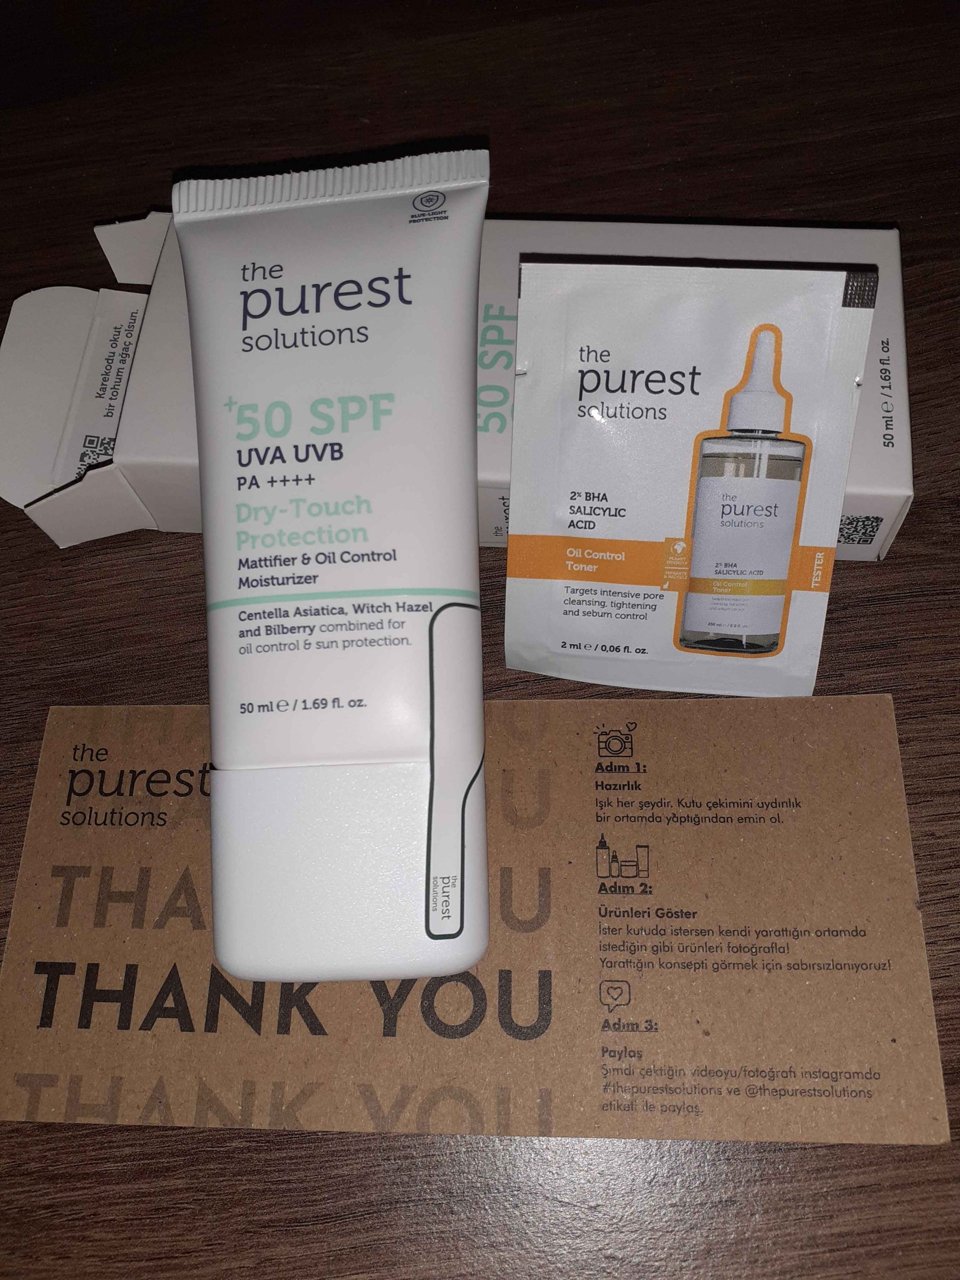 BLUE-LIGHT
PROTECTION
the
purest
solutions
+50 SPF
UVA UVB
PA ++++
Dry-Touch
Protection
Mattifier & Oil Control
Moisturizer
Centella Asiatica, Witch Hazel
and Bilberry combined for
oil control & sun protection.
50 ml ℮ / 1.69 fl. oz.
the
purest
solutions
Karekodu okut,
bir tohum ağaç olsun.
50 SPF
the
purest
50 ml ℮ / 1.69 fl. oz.
the
purest
solutions
2% BHA
SALICYLIC
ACID
Oil Control
Toner
Targets intensive pore
cleansing, tightening
and sebum control
2 ml ℮ / 0,06 fl. oz.
TESTER
the
purest
solutions
2% BHA
SALICYLIC ACID
Oil Control
Toner
the
purest
solutions
THANK YOU
THANK YOU
THANK YOU
Adım 1:
Hazırlık
Işık her şeydir. Kutu çekimini aydınlık
bir ortamda yaptığından emin ol.
Adım 2:
Ürünleri Göster
İster kutuda istersen kendi yarattığın ortamda
istediğin gibi ürünleri fotoğrafla!
Yarattığın konsepti görmek için sabırsızlanıyoruz!
Adım 3:
Paylaş
Şimdi çektiğin videoyu/fotoğrafı instagramda
#thepurestsolutions ve @thepurestsolutions
etiketi ile paylaş.